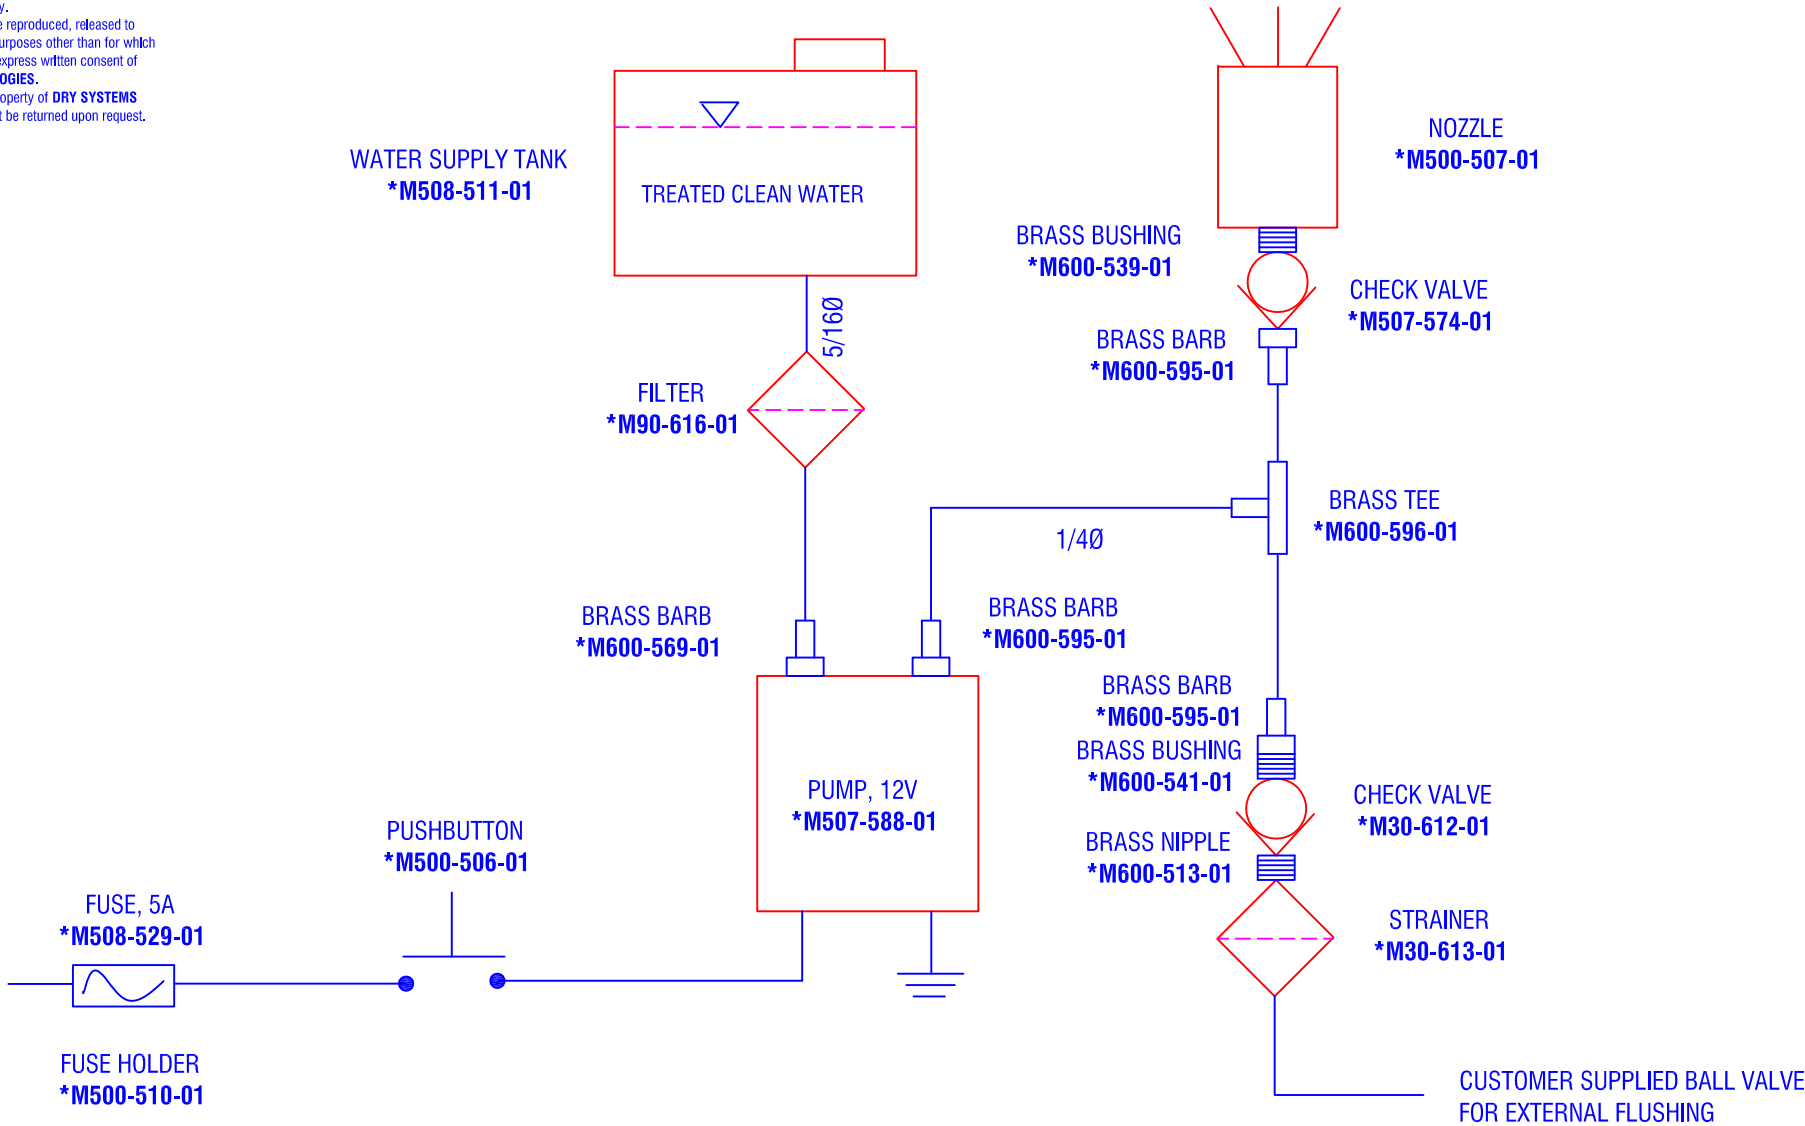 y.
e reproduced, released to
urposes other than for which
express written consent of
OGIES.
operty of DRY SYSTEMS
t be returned upon request.
WATER SUPPLY TANK
*M508-511-01
TREATED CLEAN WATER
5/16Ø
FILTER
*M90-616-01
NOZZLE
*M500-507-01
BRASS BUSHING
*M600-539-01
CHECK VALVE
*M507-574-01
BRASS BARB
*M600-595-01
BRASS TEE
*M600-596-01
1/4Ø
BRASS BARB
*M600-569-01
BRASS BARB
*M600-595-01
BRASS BARB
*M600-595-01
BRASS BUSHING
*M600-541-01
PUMP, 12V
*M507-588-01
CHECK VALVE
*M30-612-01
BRASS NIPPLE
*M600-513-01
PUSHBUTTON
*M500-506-01
FUSE, 5A
*M508-529-01
STRAINER
*M30-613-01
FUSE HOLDER
*M500-510-01
CUSTOMER SUPPLIED BALL VALVE
FOR EXTERNAL FLUSHING